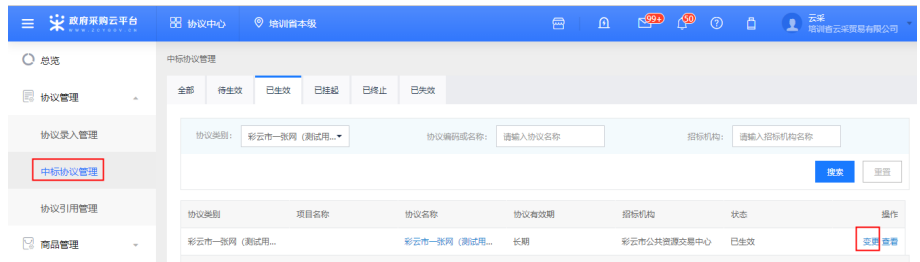 政府采购云平台 协议中心 培训省本级 99+ 50 云采
www.zcygov.cn 培训省云采贸易有限公司
总览 中标协议管理
协议管理 全部 待生效 已生效 已挂起 已终止 已失效
协议录入管理 协议类别: 彩云市一张网（测试用... 协议编码或名称: 请输入协议名称 招标机构: 请输入招标机构名称
中标协议管理 搜索 重置
协议引用管理 协议类别 项目名称 协议名称 协议有效期 招标机构 状态 操作
商品管理 彩云市一张网（测试用... 彩云市一张网（测试用... 长期 彩云市公共资源交易中心 已生效 变更 查看